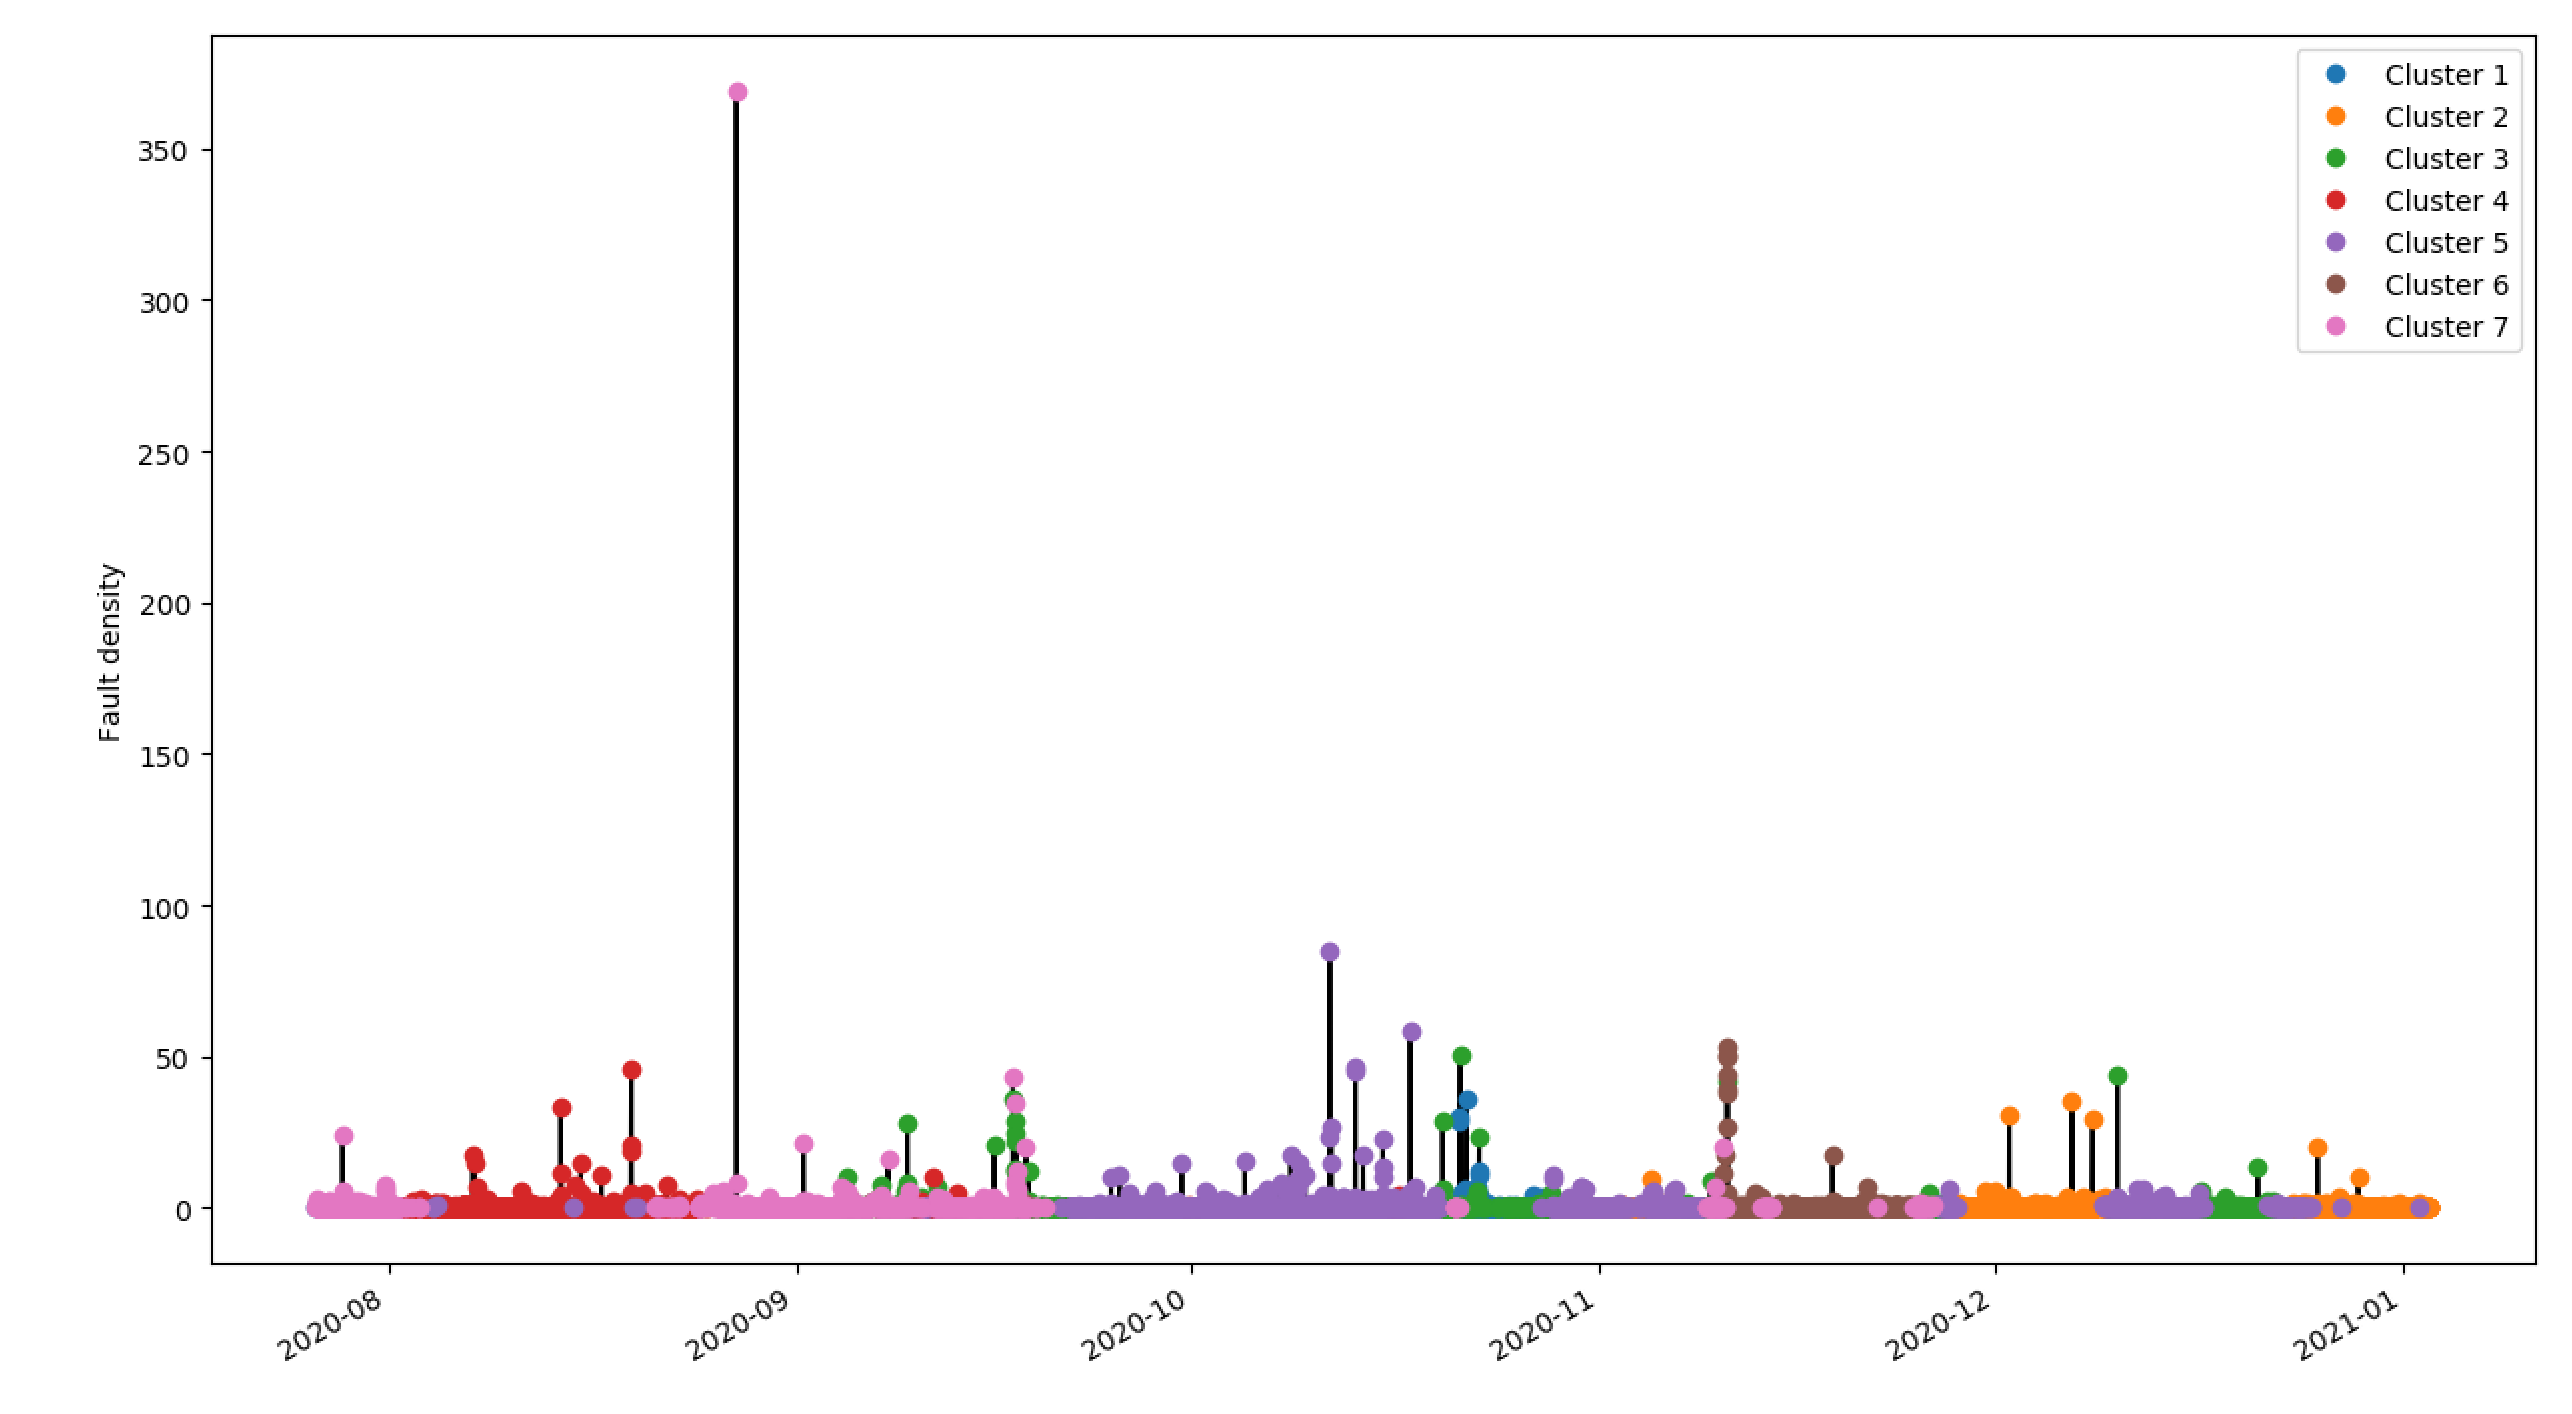 Cluster 1
Cluster 2
Cluster 3
Cluster 4
Cluster 5
Cluster 6
Cluster 7
350
300
250
200
150
100
50
0
Fault density
2020-08
2020-09
2020-10
2020-11
2020-12
2021-01